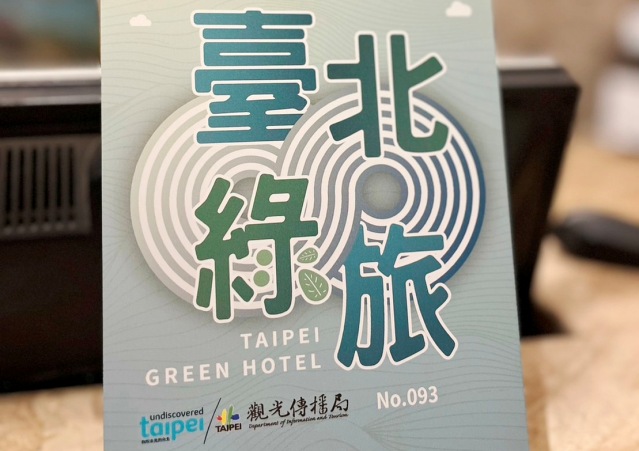 臺北
綠旅
TAIPEI
GREEN HOTEL
undiscovered
taipei
TAIPEI
觀光傳播局
Department of Information and Tourism
No.093